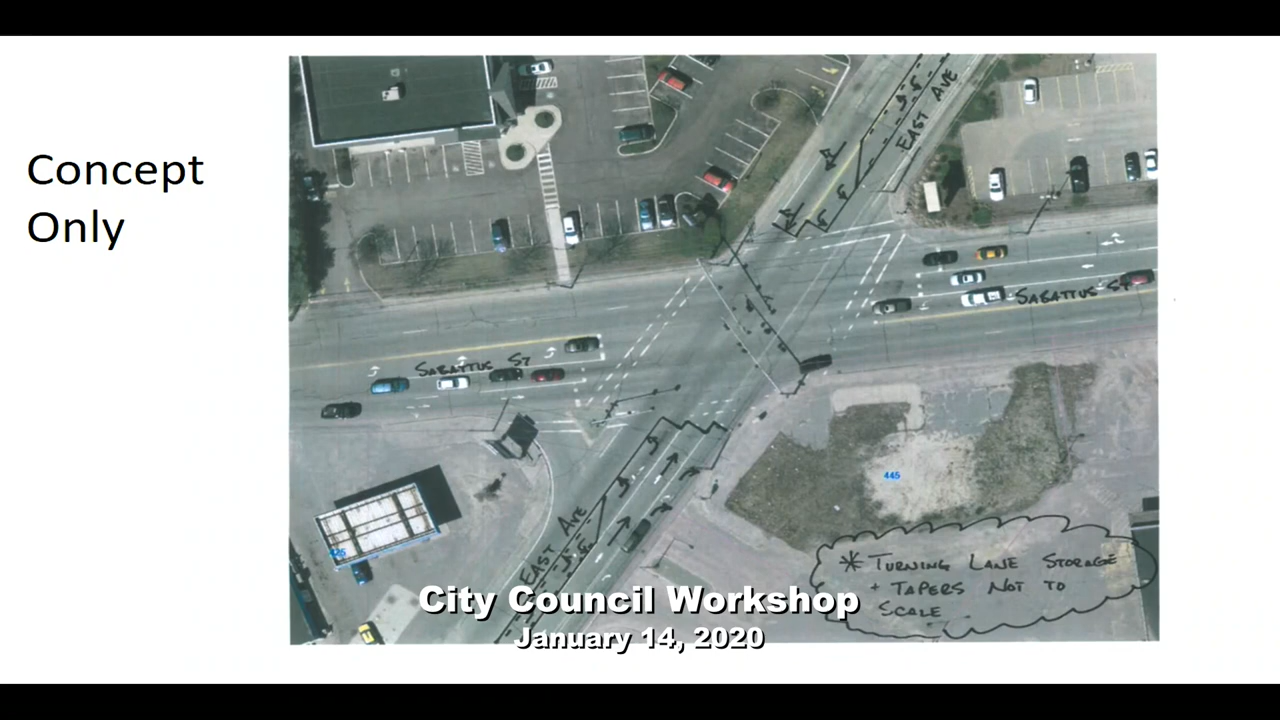 Concept
Only
EAST AVE
SABATTUS ST
SABATTUS ST
445
EAST AVE
* TURNING LANE STORAGE
+ TAPERS NOT TO
SCALE
City Council Workshop
January 14, 2020